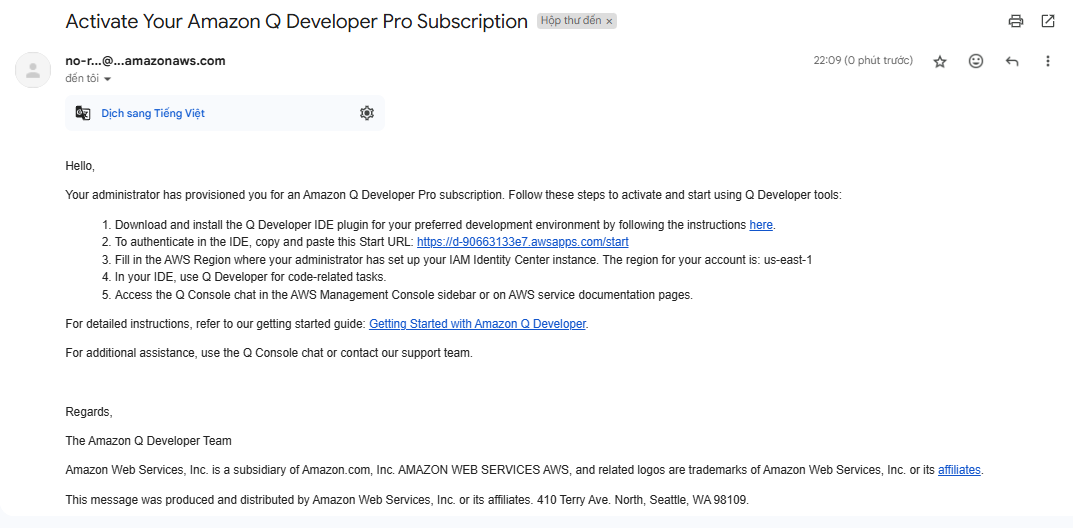 Activate Your Amazon Q Developer Pro Subscription Hộp thư đến ×
no-r...@...amazonaws.com 22:09 (0 phút trước)
đến tôi
Dịch sang Tiếng Việt
Hello,
Your administrator has provisioned you for an Amazon Q Developer Pro subscription. Follow these steps to activate and start using Q Developer tools:
1. Download and install the Q Developer IDE plugin for your preferred development environment by following the instructions here.
2. To authenticate in the IDE, copy and paste this Start URL: https://d-90663133e7.awsapps.com/start
3. Fill in the AWS Region where your administrator has set up your IAM Identity Center instance. The region for your account is: us-east-1
4. In your IDE, use Q Developer for code-related tasks.
5. Access the Q Console chat in the AWS Management Console sidebar or on AWS service documentation pages.
For detailed instructions, refer to our getting started guide: Getting Started with Amazon Q Developer.
For additional assistance, use the Q Console chat or contact our support team.
Regards,
The Amazon Q Developer Team
Amazon Web Services, Inc. is a subsidiary of Amazon.com, Inc. AMAZON WEB SERVICES AWS, and related logos are trademarks of Amazon Web Services, Inc. or its affiliates.
This message was produced and distributed by Amazon Web Services, Inc. or its affiliates. 410 Terry Ave. North, Seattle, WA 98109.